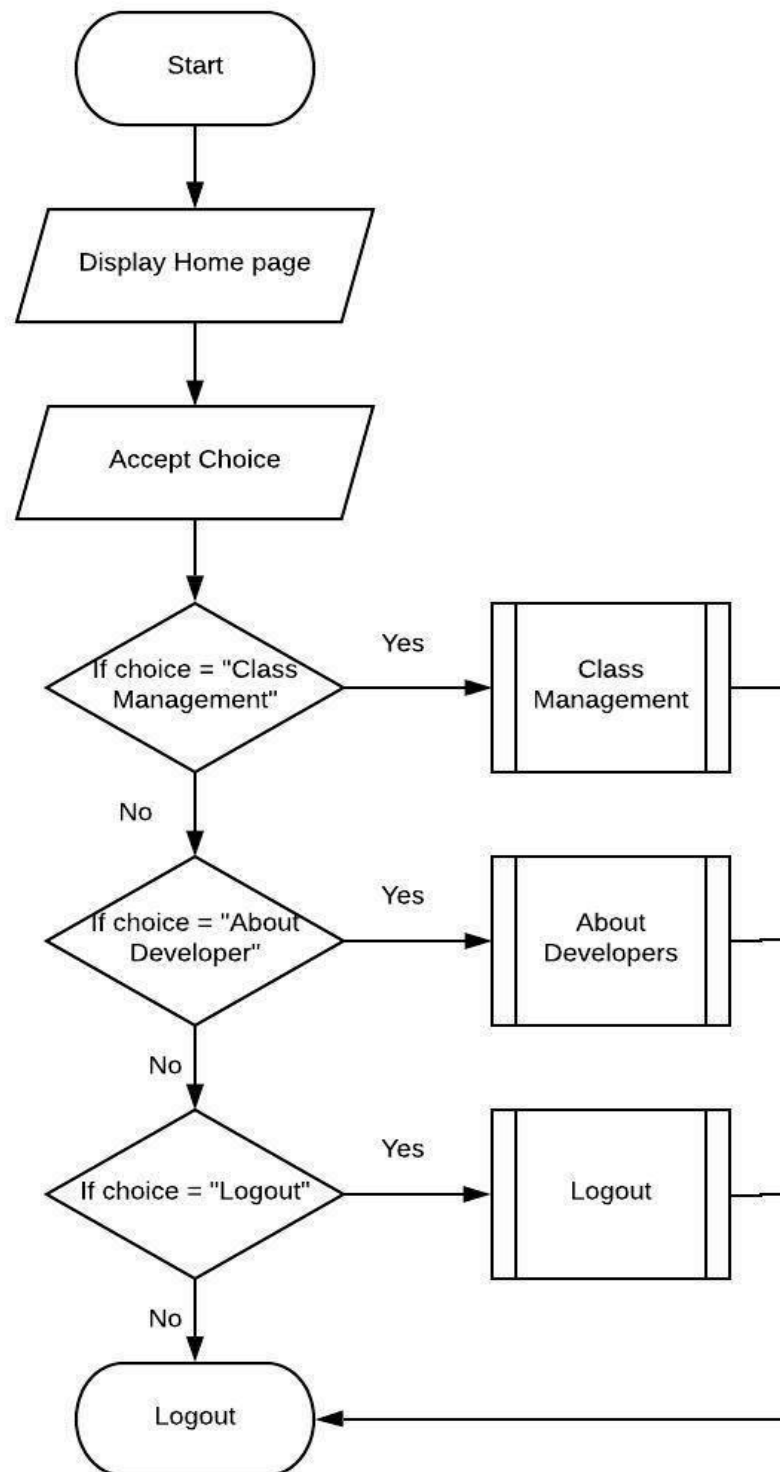 Start
Display Home page
Accept Choice
If choice = "Class
Management"
Yes
Class
Management
No
If choice = "About
Developer"
Yes
About
Developers
No
If choice = "Logout"
Yes
Logout
No
Logout